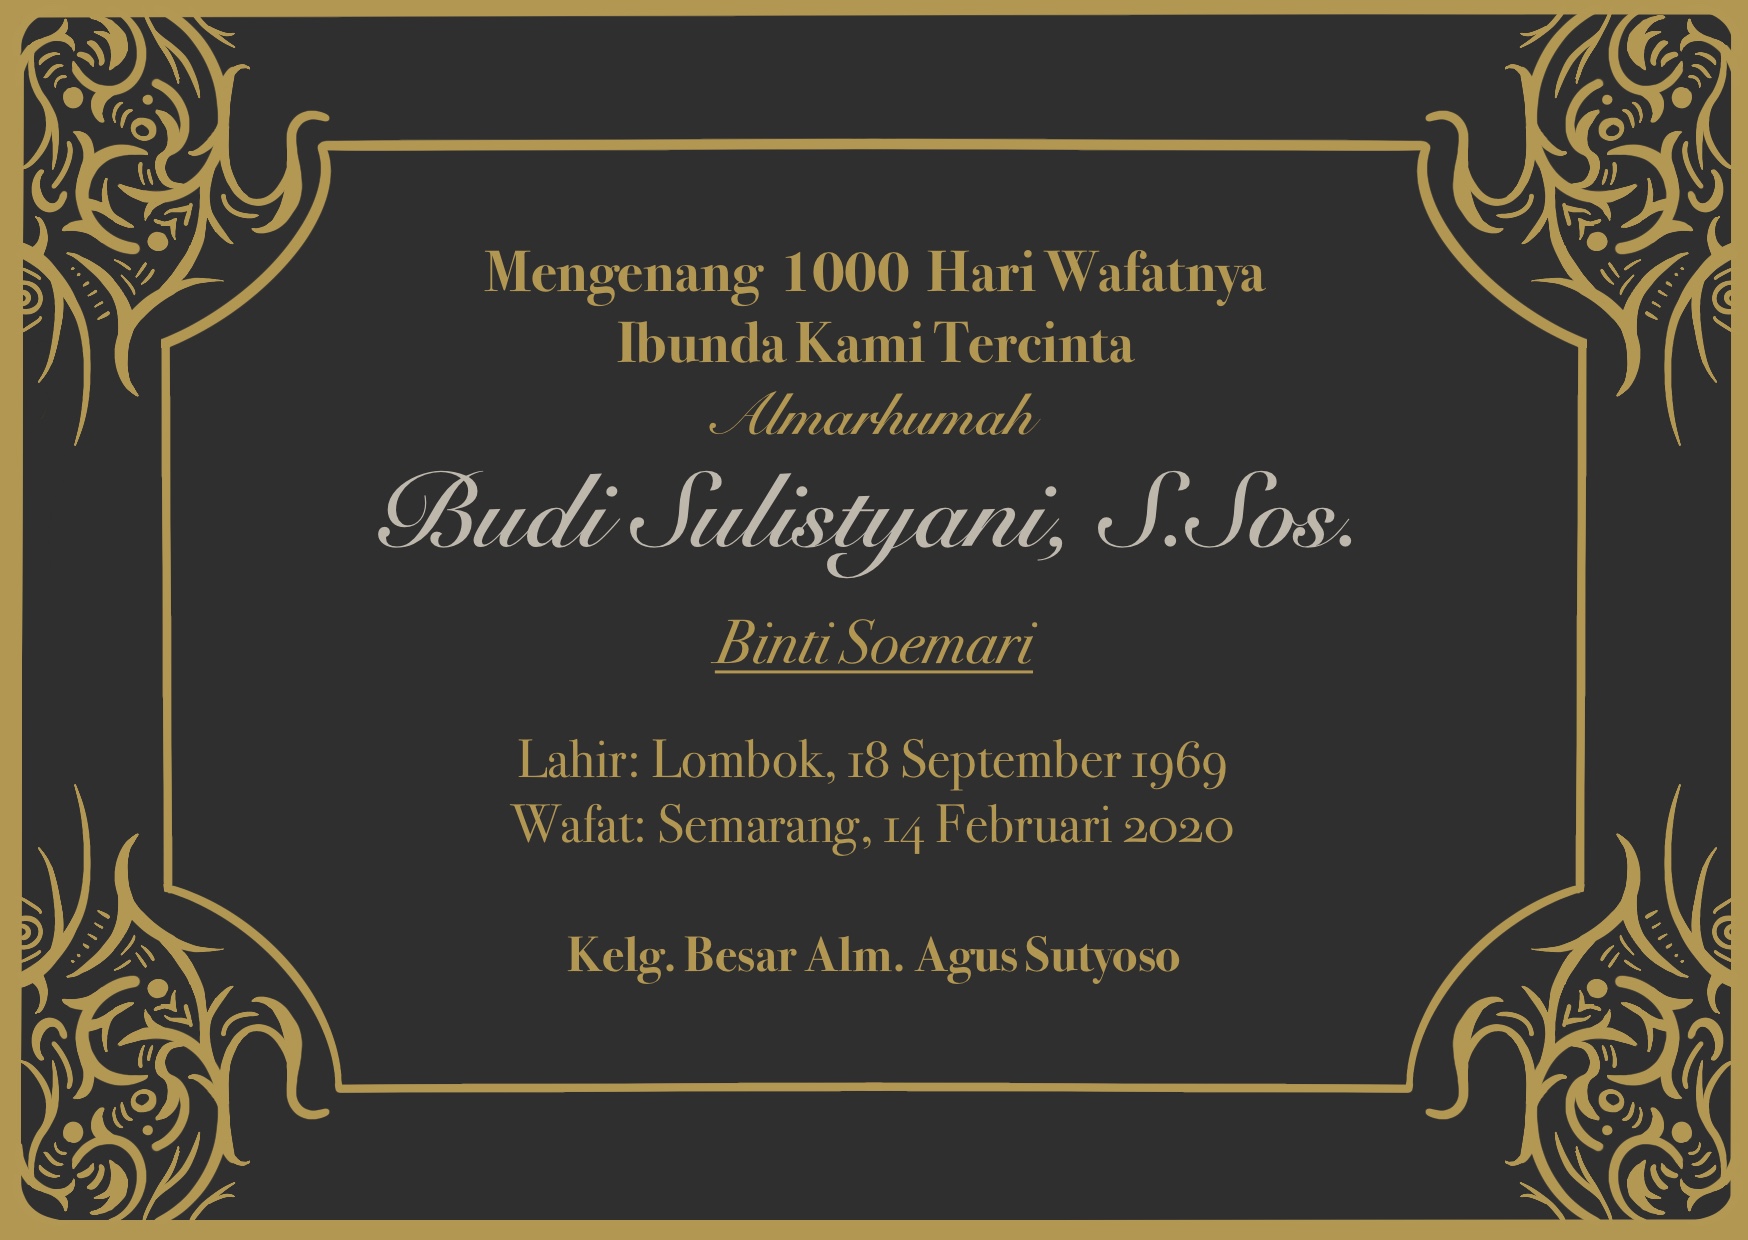 Mengenang 1000 Hari Wafatnya
Ibunda Kami Tercinta
Almarhumah
Budi Sulistyani, S.Sos.
Binti Soemari
Lahir: Lombok, 18 September 1969
Wafat: Semarang, 14 Februari 2020
Kelg. Besar Alm. Agus Sutyoso